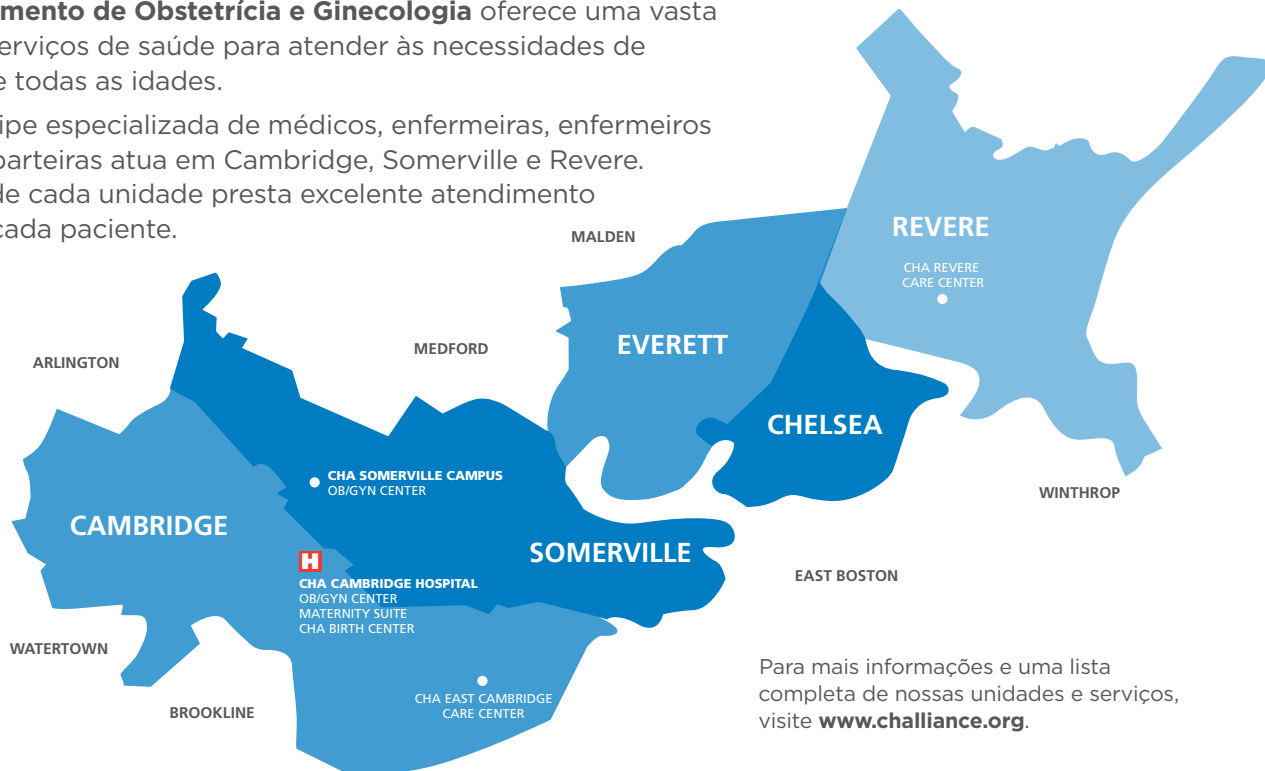 mento de Obstetrícia e Ginecologia oferece uma vasta
serviços de saúde para atender às necessidades de
e todas as idades.
ipe especializada de médicos, enfermeiras, enfermeiros
parteiras atua em Cambridge, Somerville e Revere.
de cada unidade presta excelente atendimento
cada paciente.
MALDEN
REVERE
CHA REVERE
CARE CENTER
EVERETT
MEDFORD
ARLINGTON
CHELSEA
CHA SOMERVILLE CAMPUS
OB/GYN CENTER
WINTHROP
CAMBRIDGE
SOMERVILLE
EAST BOSTON
H
CHA CAMBRIDGE HOSPITAL
OB/GYN CENTER
MATERNITY SUITE
CHA BIRTH CENTER
WATERTOWN
BROOKLINE
CHA EAST CAMBRIDGE
CARE CENTER
Para mais informações e uma lista
completa de nossas unidades e serviços,
visite www.challiance.org.